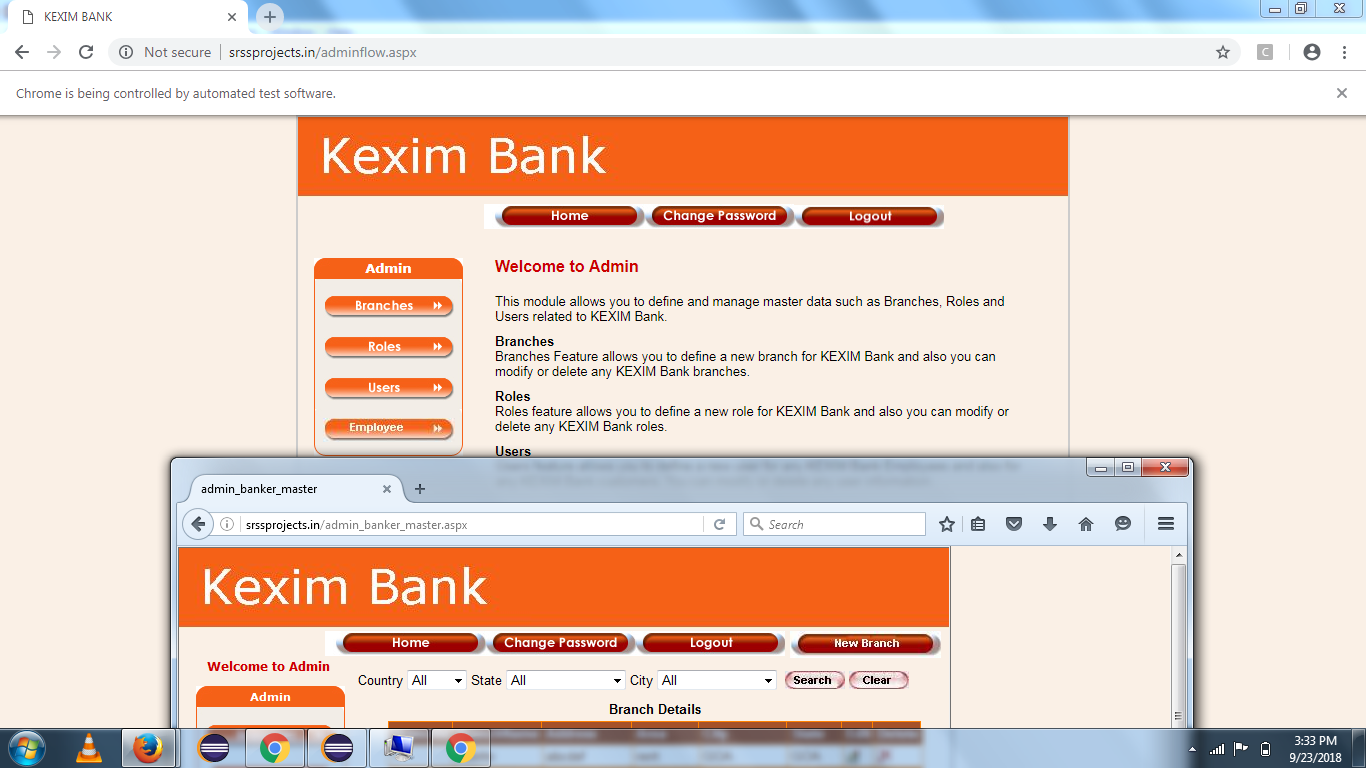 KEXIM BANK
Not secure srssprojects.in/adminflow.aspx
C
Chrome is being controlled by automated test software.
Kexim Bank
Home Change Password Logout
Admin
Branches
Roles
Users
Employee
Welcome to Admin
This module allows you to define and manage master data such as Branches, Roles and
Users related to KEXIM Bank.
Branches
Branches Feature allows you to define a new branch for KEXIM Bank and also you can
modify or delete any KEXIM Bank branches.
Roles
Roles feature allows you to define a new role for KEXIM Bank and also you can modify or
delete any KEXIM Bank roles.
Users
admin_banker_master
srssprojects.in/admin_banker_master.aspx
Search
Kexim Bank
Home Change Password Logout New Branch
Welcome to Admin
Country All State All City All Search Clear
Admin
Branch Details
3:33 PM
9/23/2018